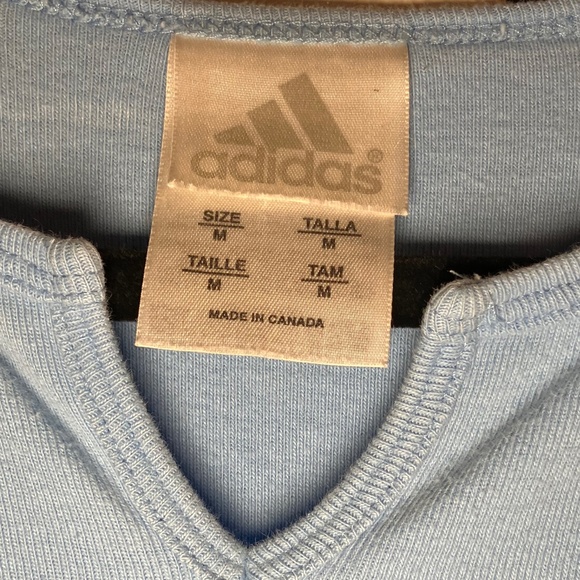 adidas®
SIZE TALLA
M M
TAILLE TAM
M M
MADE IN CANADA